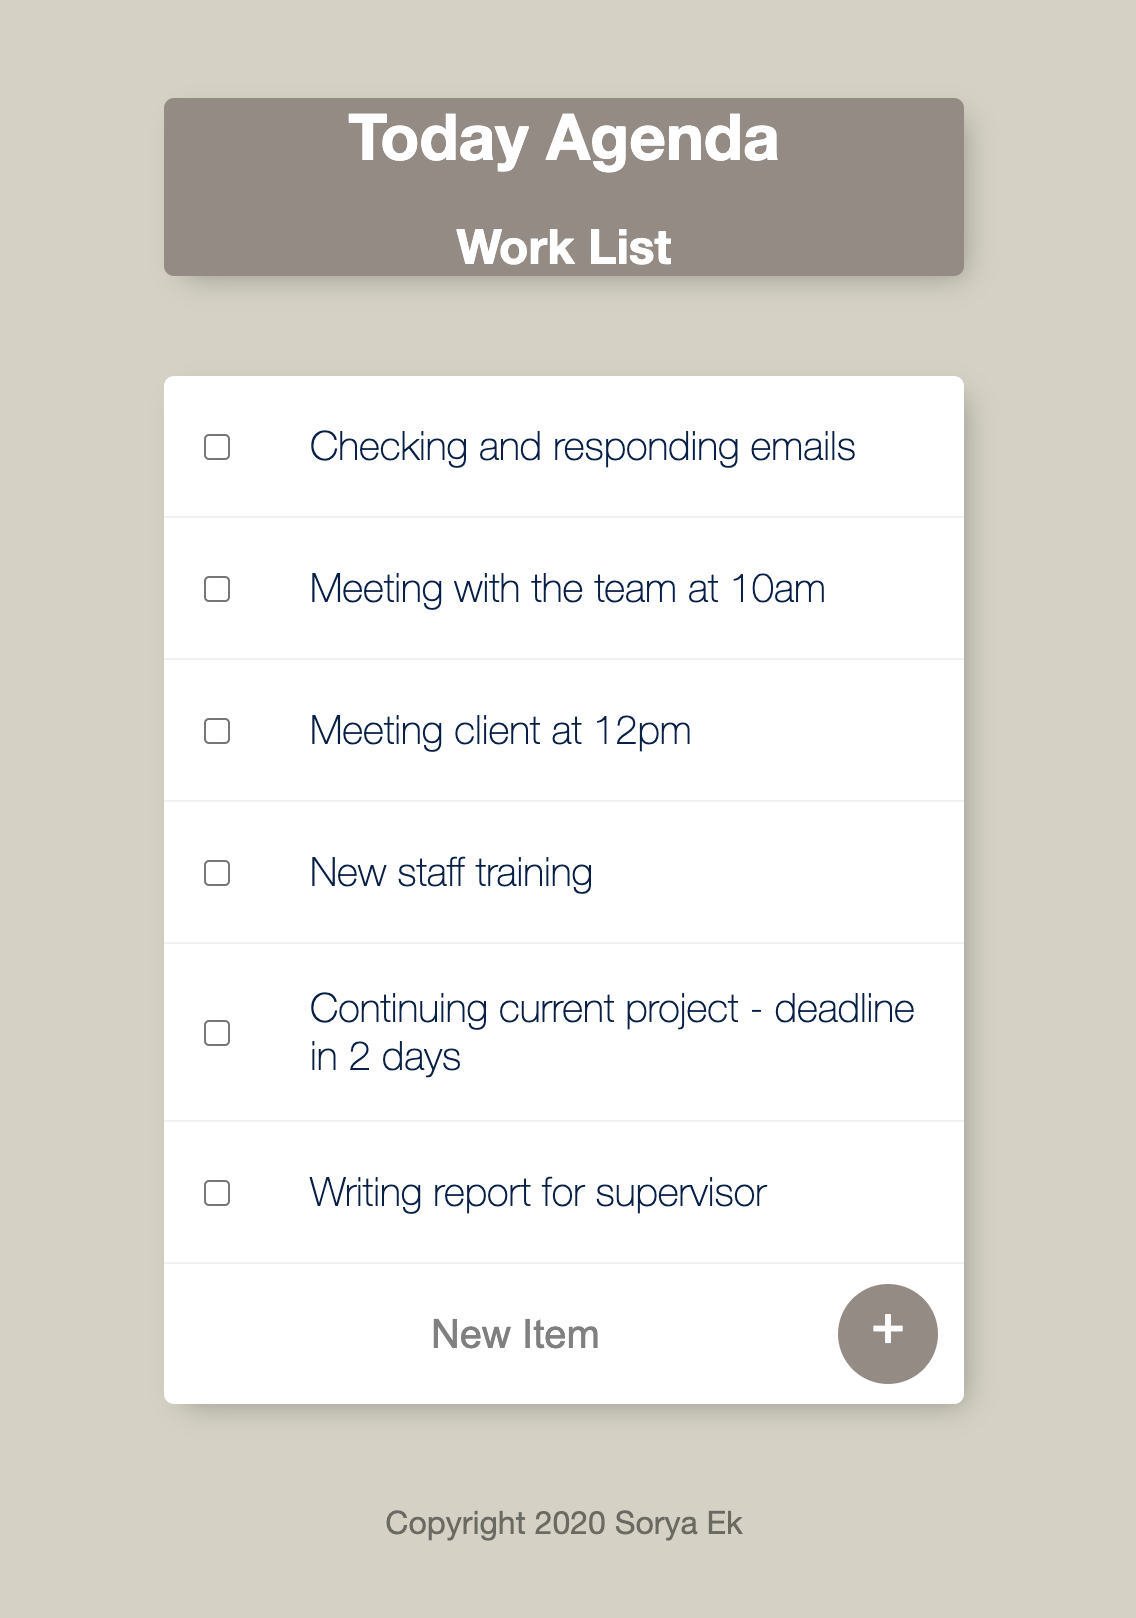 Today Agenda
Work List
Checking and responding emails
Meeting with the team at 10am
Meeting client at 12pm
New staff training
Continuing current project - deadline
in 2 days
Writing report for supervisor
New Item
+
Copyright 2020 Sorya Ek